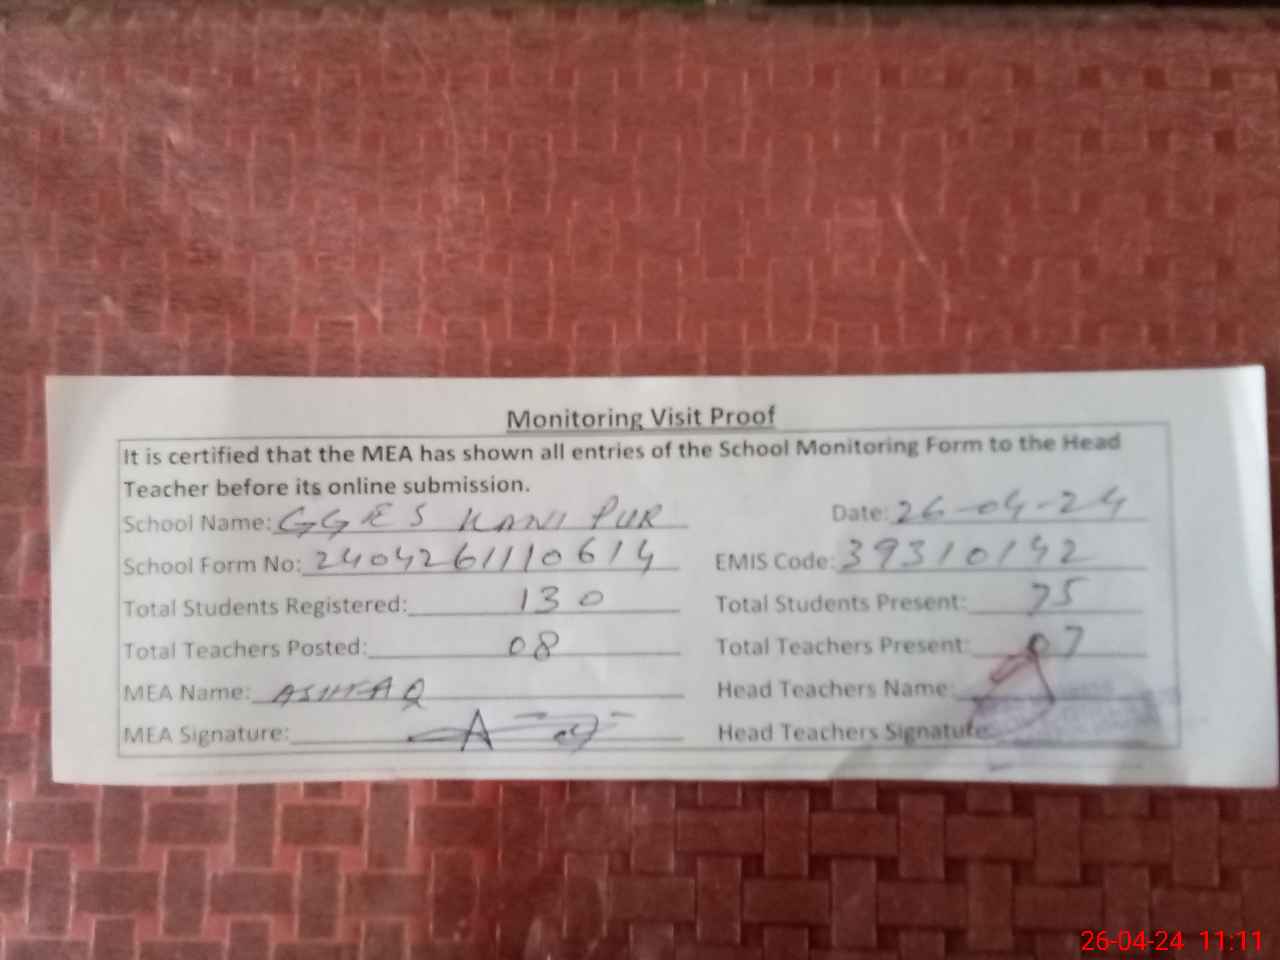 Monitoring Visit Proof
It is certified that the MEA has shown all entries of the School Monitoring Form to the Head
Teacher before its online submission.
School Name: GGES KANI PUR Date: 26-04-24
School Form No: 24042611110614 EMIS Code: 39310142
Total Students Registered: 130 Total Students Present: 75
Total Teachers Posted: 08 Total Teachers Present: 07
MEA Name: ASHFAQ Head Teachers Name:
MEA Signature: Head Teachers Signature
26-04-24 11:11